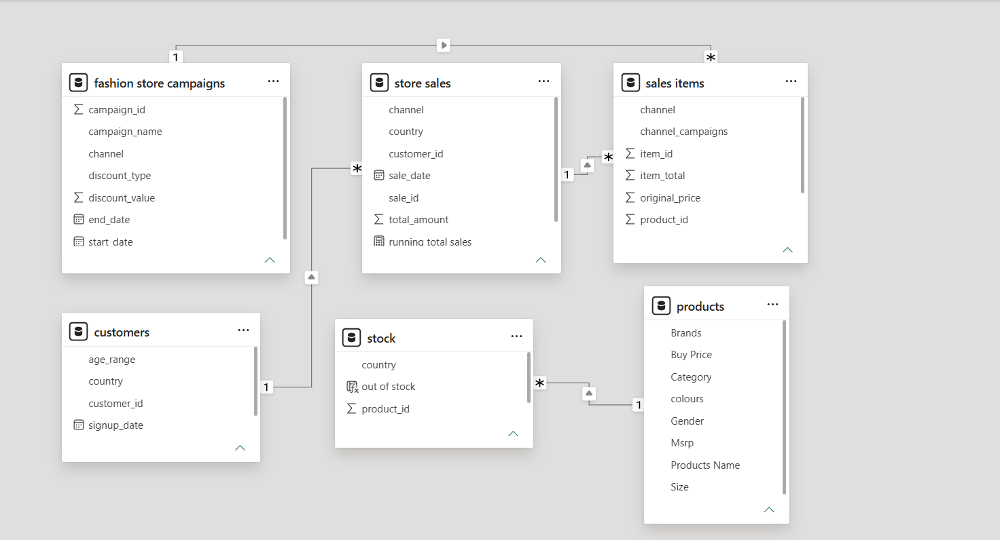 1
*
fashion store campaigns
campaign_id
campaign_name
channel
discount_type
discount_value
end_date
start_date
store sales
channel
country
customer_id
sale_date
sale_id
total_amount
running total sales
*
1
*
sales items
channel
channel_campaigns
item_id
item_total
original_price
product_id
customers
age_range
country
customer_id
signup_date
1
stock
country
out of stock
product_id
*
1
products
Brands
Buy Price
Category
colours
Gender
Msrp
Products Name
Size